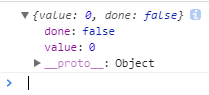 ▼{value: 0, done: false} i
done: false
value: 0
▶__proto__: Object
>